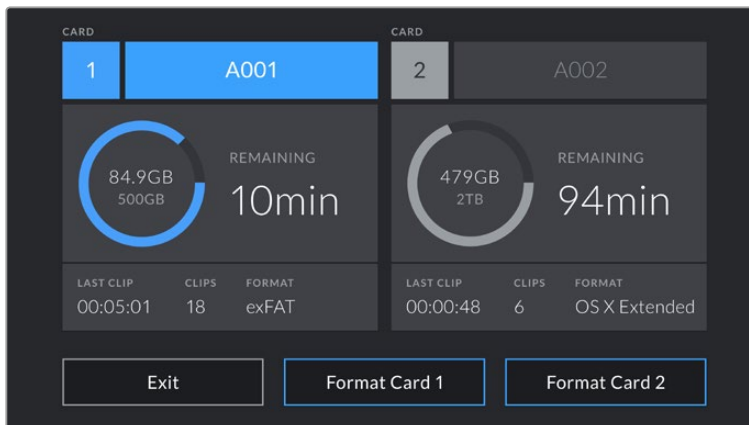 CARD
1 A001
84.9GB
500GB
REMAINING
10min
LAST CLIP CLIPS FORMAT
00:05:01 18 exFAT
CARD
2 A002
479GB
2TB
REMAINING
94min
LAST CLIP CLIPS FORMAT
00:00:48 6 OS X Extended
Exit Format Card 1 Format Card 2